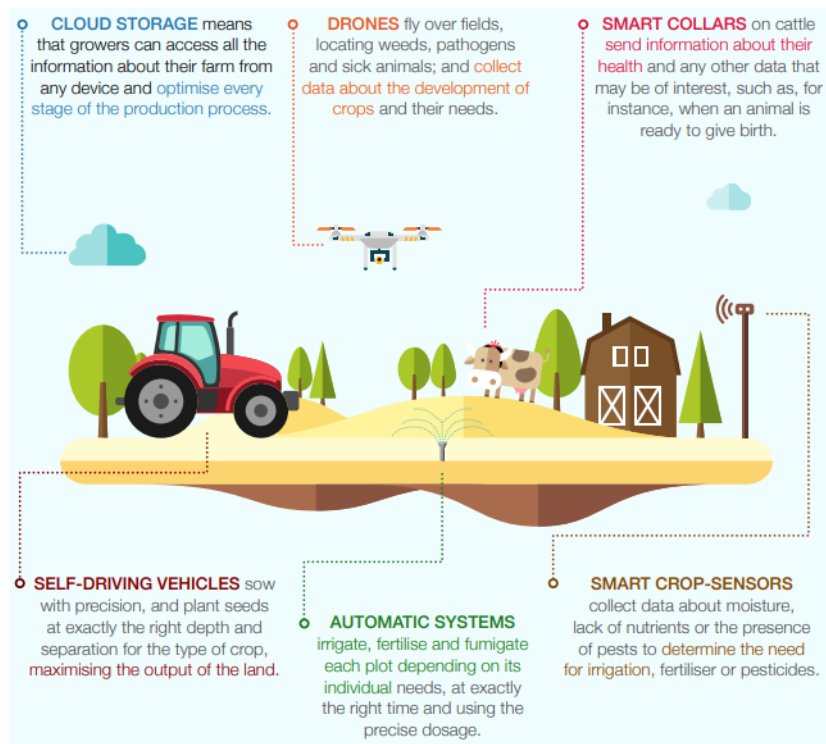 CLOUD STORAGE means
that growers can access all the
information about their farm from
any device and optimise every
stage of the production process.
DRONES fly over fields,
locating weeds, pathogens
and sick animals; and collect
data about the development of
crops and their needs.
SMART COLLARS on cattle
send information about their
health and any other data that
may be of interest, such as, for
instance, when an animal is
ready to give birth.
SELF-DRIVING VEHICLES sow
with precision, and plant seeds
at exactly the right depth and
separation for the type of crop,
maximising the output of the land.
AUTOMATIC SYSTEMS
irrigate, fertilise and fumigate
each plot depending on its
individual needs, at exactly
the right time and using the
precise dosage.
SMART CROP-SENSORS
collect data about moisture,
lack of nutrients or the presence
of pests to determine the need
for irrigation, fertiliser or pesticides.